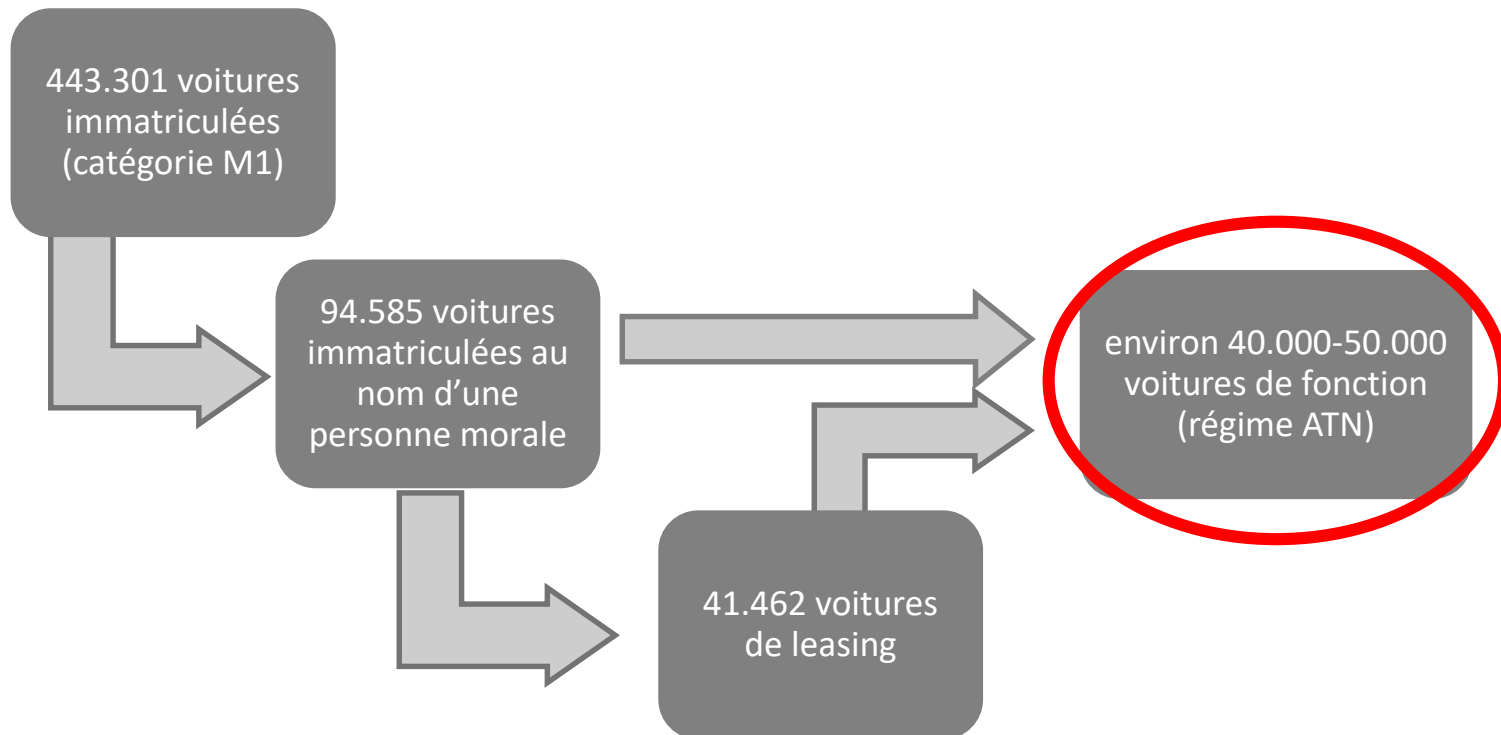 443.301 voitures
immatriculées
(catégorie M1)
94.585 voitures
immatriculées au
nom d’une
personne morale
environ 40.000-50.000
voitures de fonction
(régime ATN)
41.462 voitures
de leasing